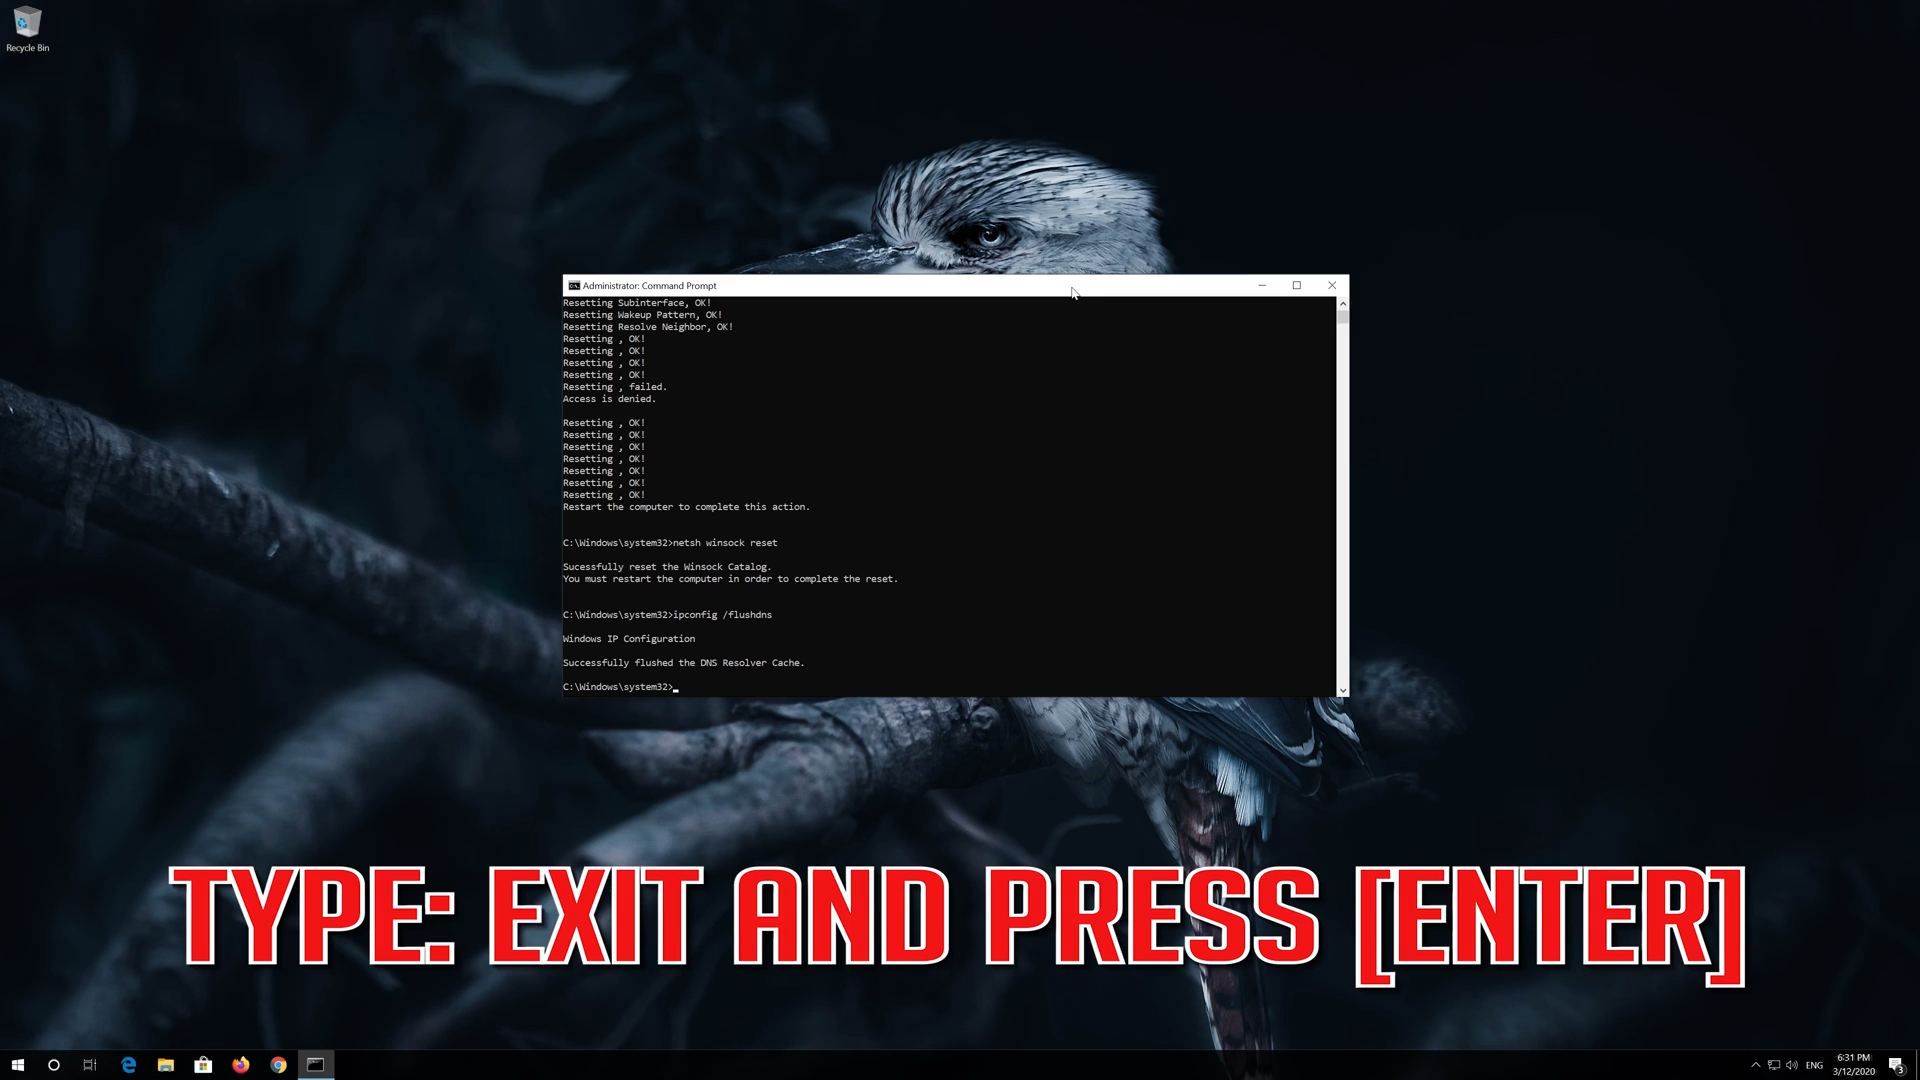 Recycle Bin
Administrator: Command Prompt
Resetting Subinterface, OK!
Resetting Wakeup Pattern, OK!
Resetting Resolve Neighbor, OK!
Resetting , OK!
Resetting , OK!
Resetting , OK!
Resetting , OK!
Resetting , failed.
Access is denied.
Resetting , OK!
Resetting , OK!
Resetting , OK!
Resetting , OK!
Resetting , OK!
Resetting , OK!
Resetting , OK!
Restart the computer to complete this action.
C:\Windows\system32>netsh winsock reset
Sucessfully reset the Winsock Catalog.
You must restart the computer in order to complete the reset.
C:\Windows\system32>ipconfig /flushdns
Windows IP Configuration
Successfully flushed the DNS Resolver Cache.
C:\Windows\system32>
TYPE: EXIT AND PRESS [ENTER]
ENG
6:31 PM
3/12/2020
3